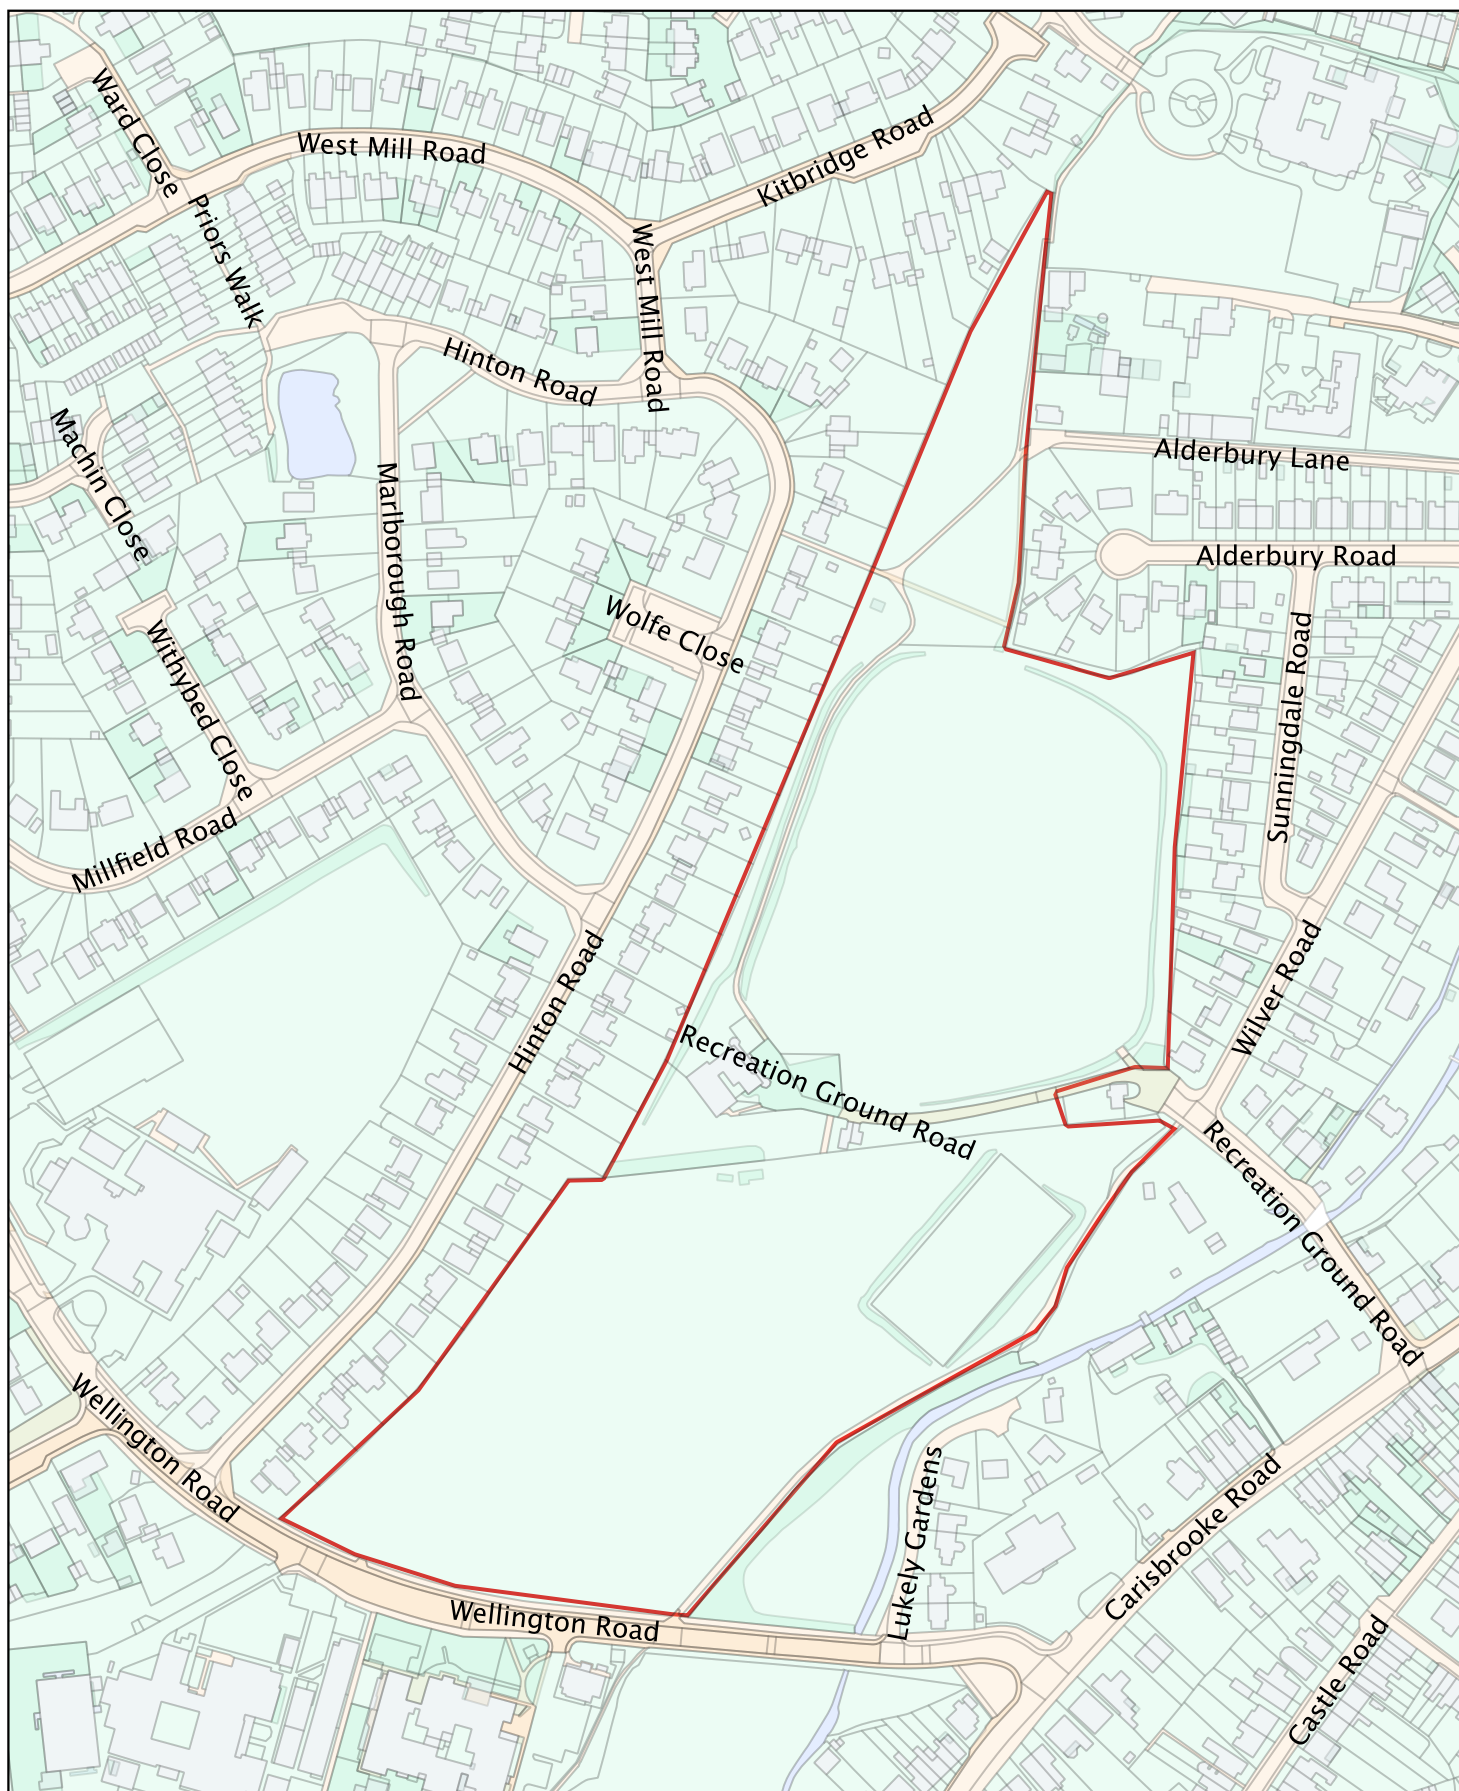 Ward Close
West Mill Road
Kitbridge Road
Priors Walk
West Mill Road
Hinton Road
Machin Close
Alderbury Lane
Marlborough Road
Alderbury Road
Wolfe Close
Withybed Close
Sunningdale Road
Millfield Road
Hinton Road
Wilver Road
Recreation Ground Road
Recreation Ground Road
Wellington Road
Lukely Gardens
Carisbrooke Road
Wellington Road
Castle Road